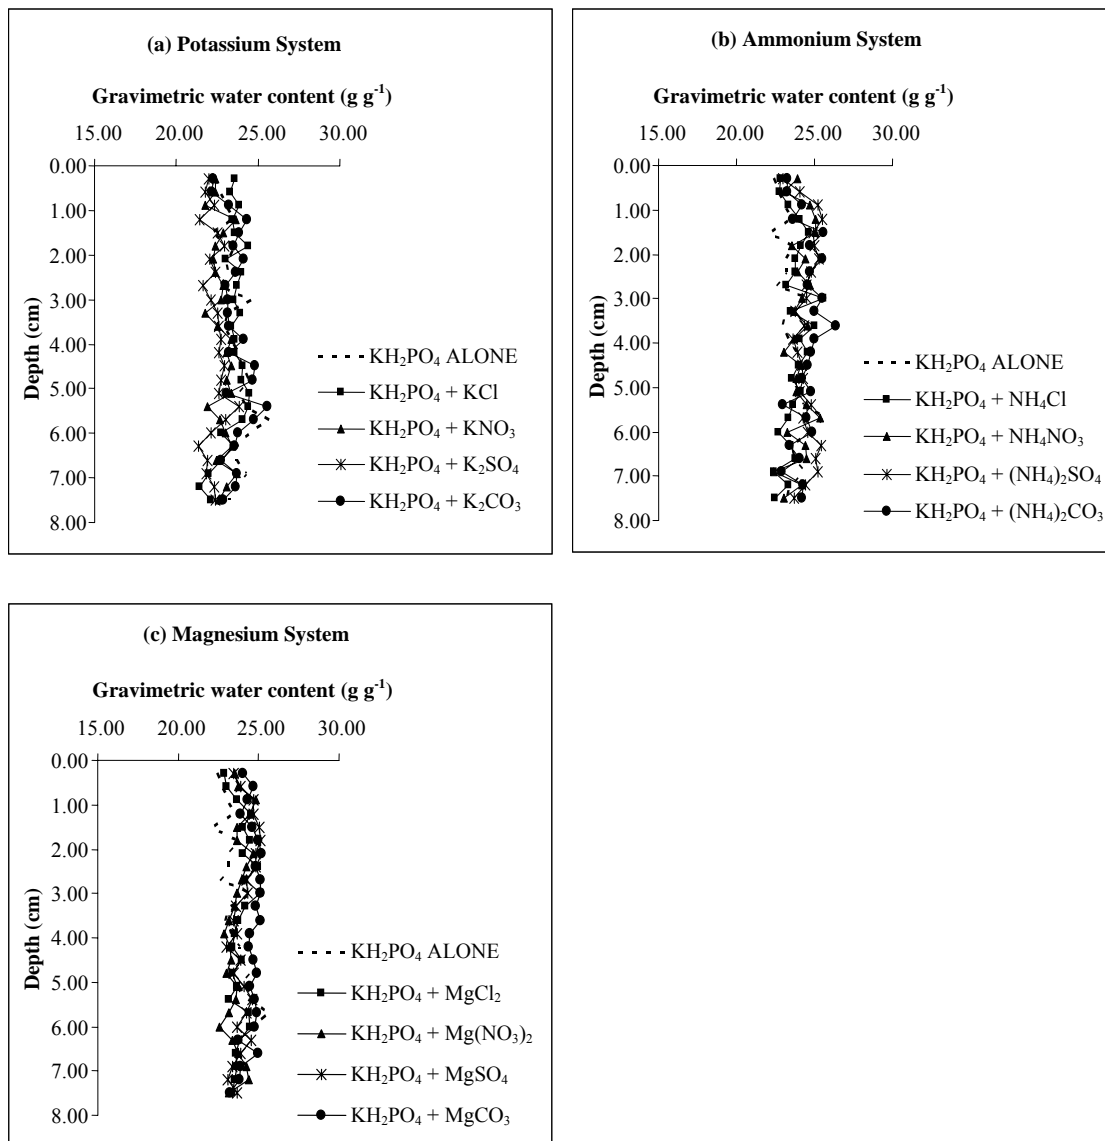 (a) Potassium System
Gravimetric water content (g g⁻¹)
15.00 20.00 25.00 30.00
0.00
1.00
2.00
3.00
4.00
5.00
6.00
7.00
8.00
Depth (cm)
KH₂PO₄ ALONE
KH₂PO₄ + KCl
KH₂PO₄ + KNO₃
KH₂PO₄ + K₂SO₄
KH₂PO₄ + K₂CO₃
(b) Ammonium System
Gravimetric water content (g g⁻¹)
15.00 20.00 25.00 30.00
0.00
1.00
2.00
3.00
4.00
5.00
6.00
7.00
8.00
Depth (cm)
KH₂PO₄ ALONE
KH₂PO₄ + NH₄Cl
KH₂PO₄ + NH₄NO₃
KH₂PO₄ + (NH₄)₂SO₄
KH₂PO₄ + (NH₄)₂CO₃
(c) Magnesium System
Gravimetric water content (g g⁻¹)
15.00 20.00 25.00 30.00
0.00
1.00
2.00
3.00
4.00
5.00
6.00
7.00
8.00
Depth (cm)
KH₂PO₄ ALONE
KH₂PO₄ + MgCl₂
KH₂PO₄ + Mg(NO₃)₂
KH₂PO₄ + MgSO₄
KH₂PO₄ + MgCO₃